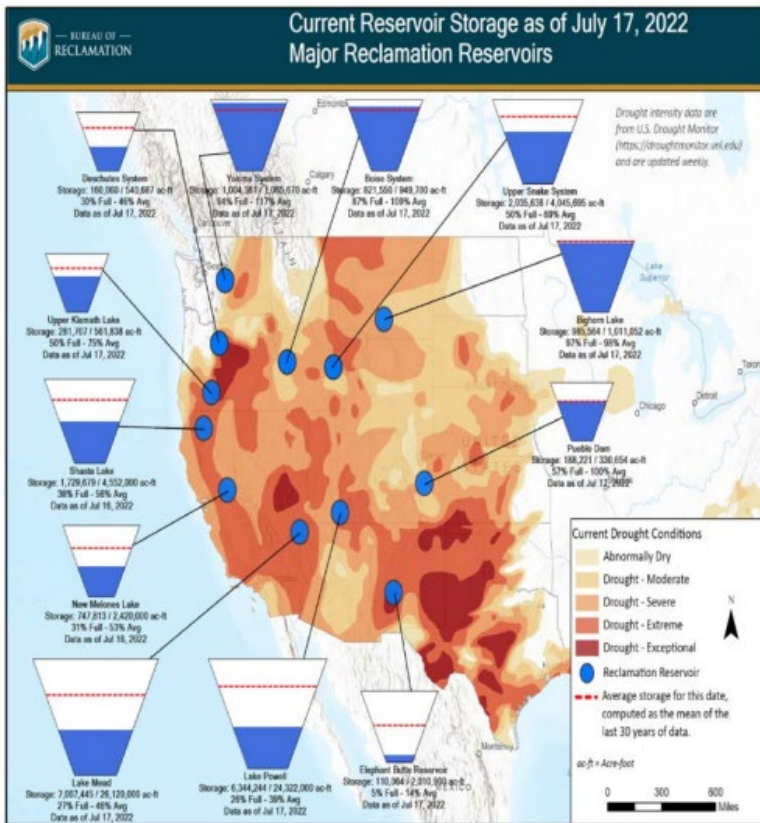 BUREAU OF
RECLAMATION
Current Reservoir Storage as of July 17, 2022
Major Reclamation Reservoirs
Drought intensity data are
from U.S. Drought Monitor
(https://droughtmonitor.unl.edu)
and are updated weekly.
Edmonton
Calgary
Vancouver
Deschutes System
Storage: 160,060 / 540,687 ac-ft
30% Full - 46% Avg
Data as of Jul 17, 2022
Yakima System
Storage: 1,004,381 / 1,065,670 ac-ft
94% Full - 117% Avg
Data as of Jul 17, 2022
Boise System
Storage: 821,550 / 949,700 ac-ft
87% Full - 109% Avg
Data as of Jul 17, 2022
Upper Snake System
Storage: 2,035,638 / 4,045,695 ac-ft
50% Full - 69% Avg
Data as of Jul 17, 2022
Upper Klamath Lake
Storage: 281,707 / 561,838 ac-ft
50% Full - 75% Avg
Data as of Jul 17, 2022
Lake
Superior
Bighorn Lake
Storage: 985,564 / 1,011,052 ac-ft
97% Full - 98% Avg
Data as of Jul 17, 2022
Toron
Detroit
Chicago
Shasta Lake
Storage: 1,729,679 / 4,552,000 ac-ft
38% Full - 56% Avg
Data as of Jul 16, 2022
Pueblo Dam
Storage: 188,221 / 330,654 ac-ft
57% Full - 100% Avg
Data as of Jul 12, 2022
New Melones Lake
Storage: 747,813 / 2,420,000 ac-ft
31% Full - 53% Avg
Data as of Jul 16, 2022
Lake Mead
Storage: 7,067,445 / 26,120,000 ac-ft
27% Full - 46% Avg
Data as of Jul 17, 2022
Lake Powell
Storage: 6,344,244 / 24,322,000 ac-ft
26% Full - 39% Avg
Data as of Jul 17, 2022
Elephant Butte Reservoir
Storage: 110,064 / 2,010,900 ac-ft
5% Full - 14% Avg
Data as of Jul 17, 2022
Monterrey
MEXICO
Current Drought Conditions
Abnormally Dry
Drought - Moderate
Drought - Severe
Drought - Extreme
Drought - Exceptional
Reclamation Reservoir
Average storage for this date,
computed as the mean of the
last 30 years of data.
N
ac-ft = Acre-foot
0 300 600
Miles